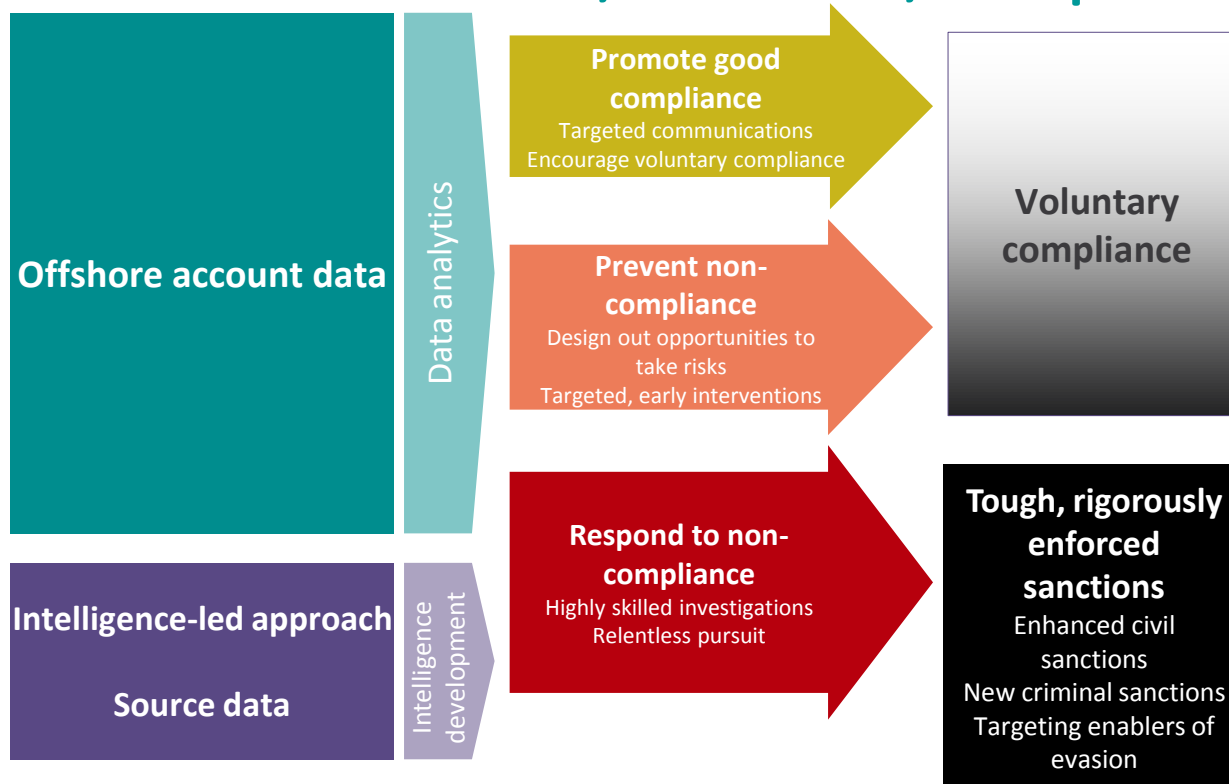 Offshore account data
Data analytics
Intelligence-led approach
Source data
Intelligence
development
Promote good
compliance
Targeted communications
Encourage voluntary compliance
Prevent non-
compliance
Design out opportunities to
take risks
Targeted, early interventions
Respond to non-
compliance
Highly skilled investigations
Relentless pursuit
Voluntary
compliance
Tough, rigorously
enforced
sanctions
Enhanced civil
sanctions
New criminal sanctions
Targeting enablers of
evasion